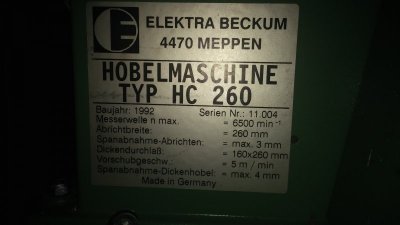 E
ELEKTRA BECKUM
4470 MEPPEN
HOBELMASCHINE
TYP HC 260
Baujahr: 1992 Serien Nr.: 11.004
Messerwelle n max. = 6500 min⁻¹
Abrichtbreite: = 260 mm
Spanabnahme-Abrichten: = max. 3 mm
Dickendurchlaß: = 160x260 mm
Vorschubgeschw.: = 5 m / min
Spanabnahme-Dickenhobel: = max. 4 mm
Made in Germany